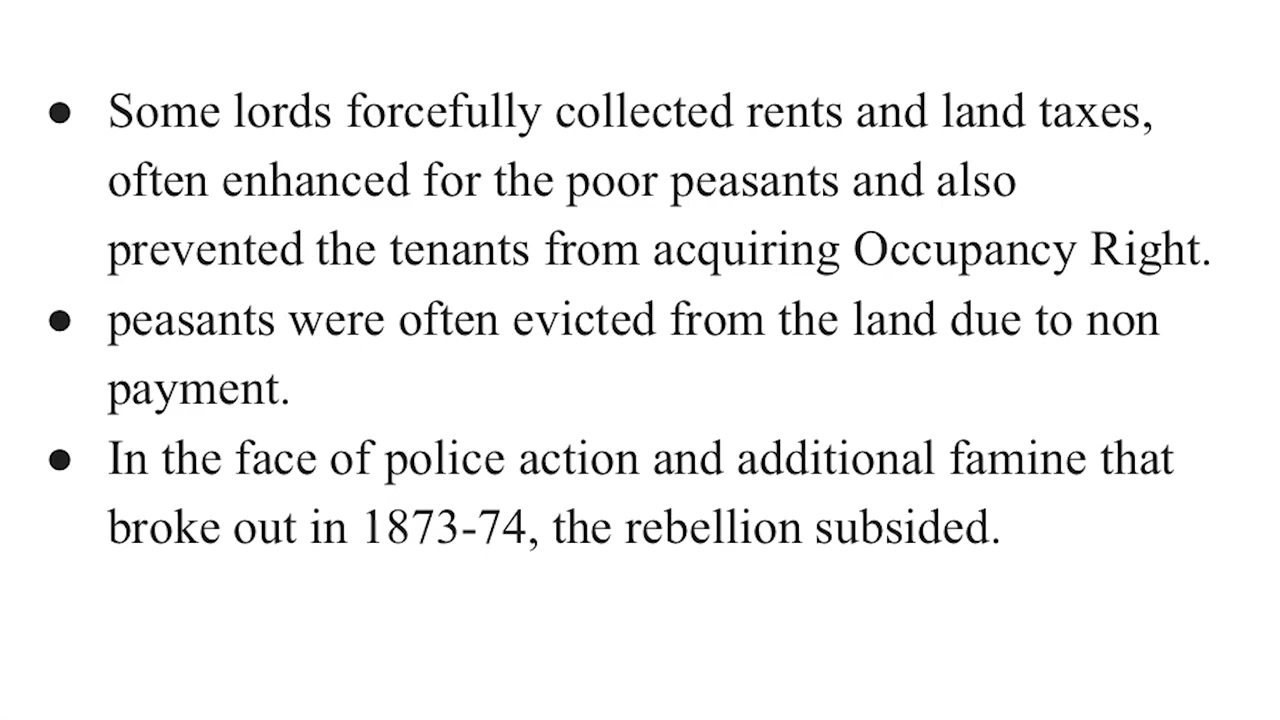 ● Some lords forcefully collected rents and land taxes,
often enhanced for the poor peasants and also
prevented the tenants from acquiring Occupancy Right.
● peasants were often evicted from the land due to non
payment.
● In the face of police action and additional famine that
broke out in 1873-74, the rebellion subsided.